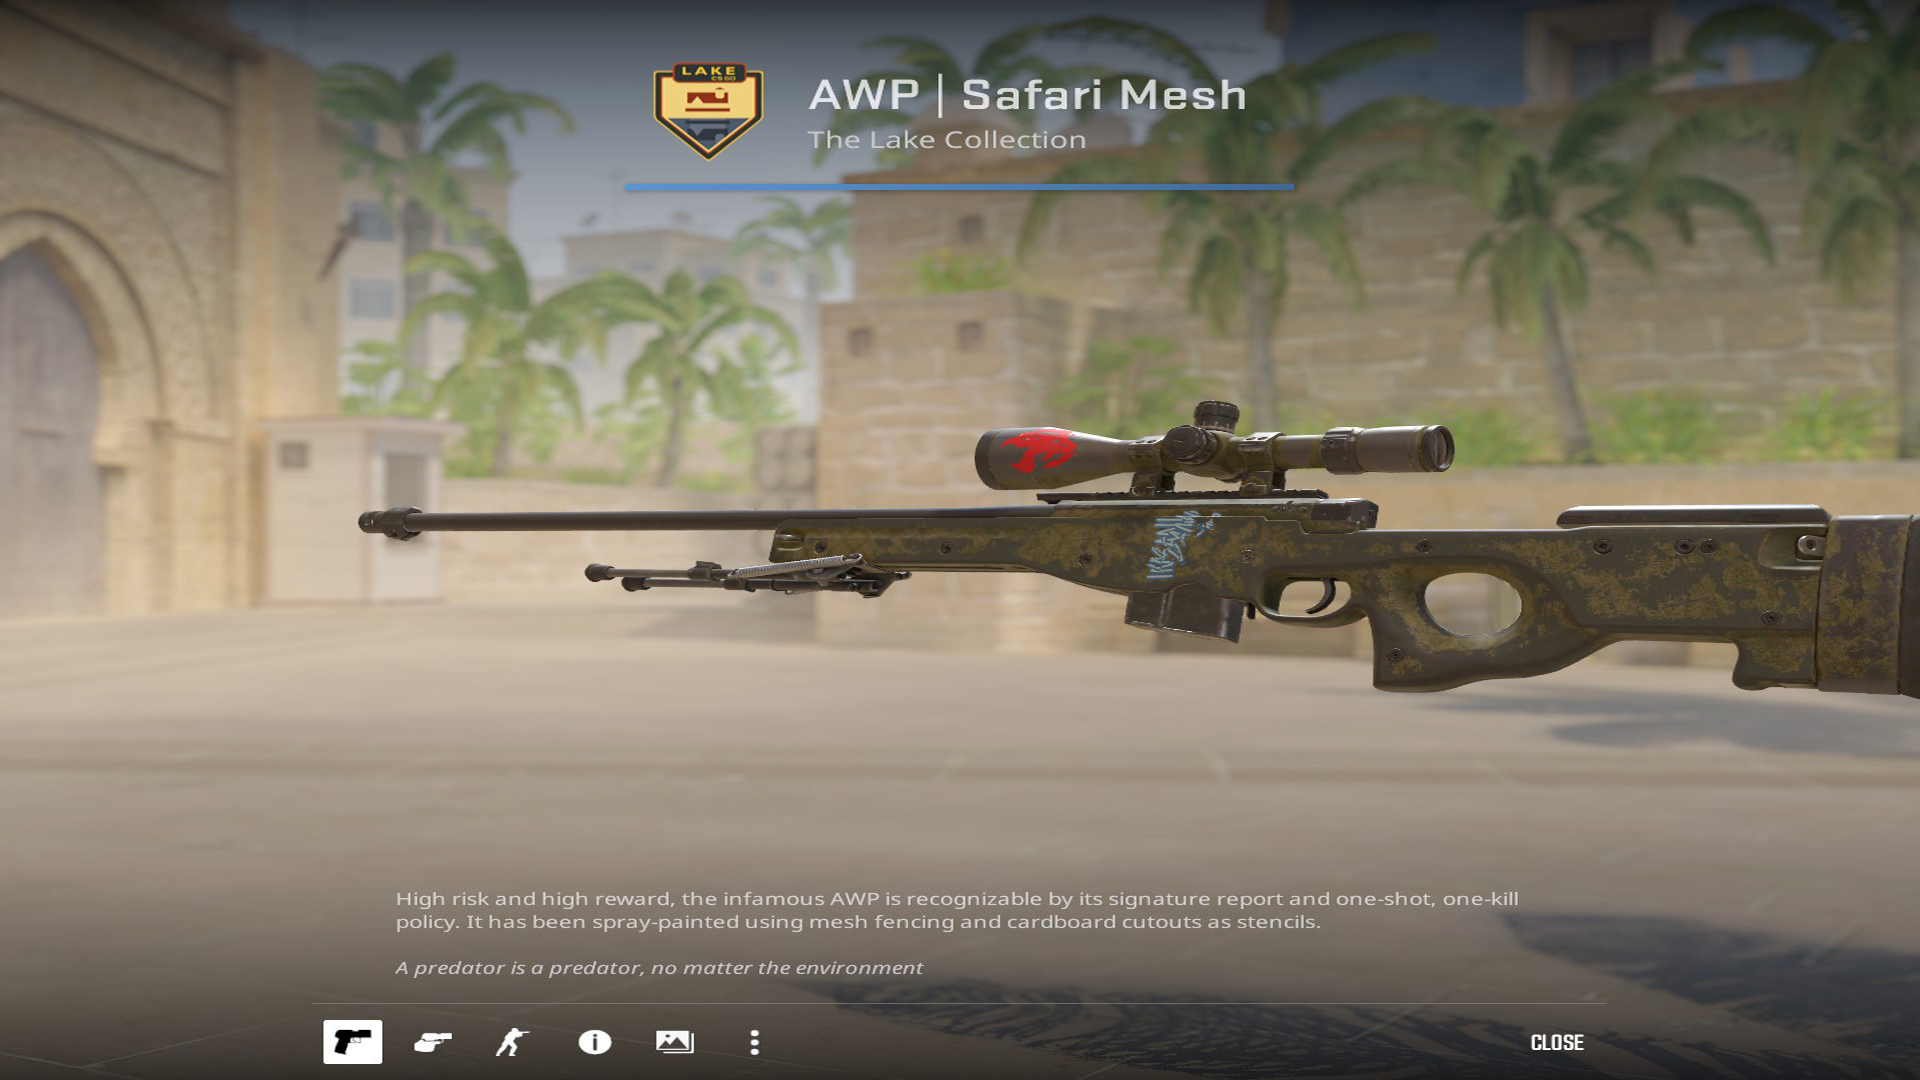 LAKE
CS GO
AWP | Safari Mesh
The Lake Collection
High risk and high reward, the infamous AWP is recognizable by its signature report and one-shot, one-kill
policy. It has been spray-painted using mesh fencing and cardboard cutouts as stencils.
A predator is a predator, no matter the environment
CLOSE